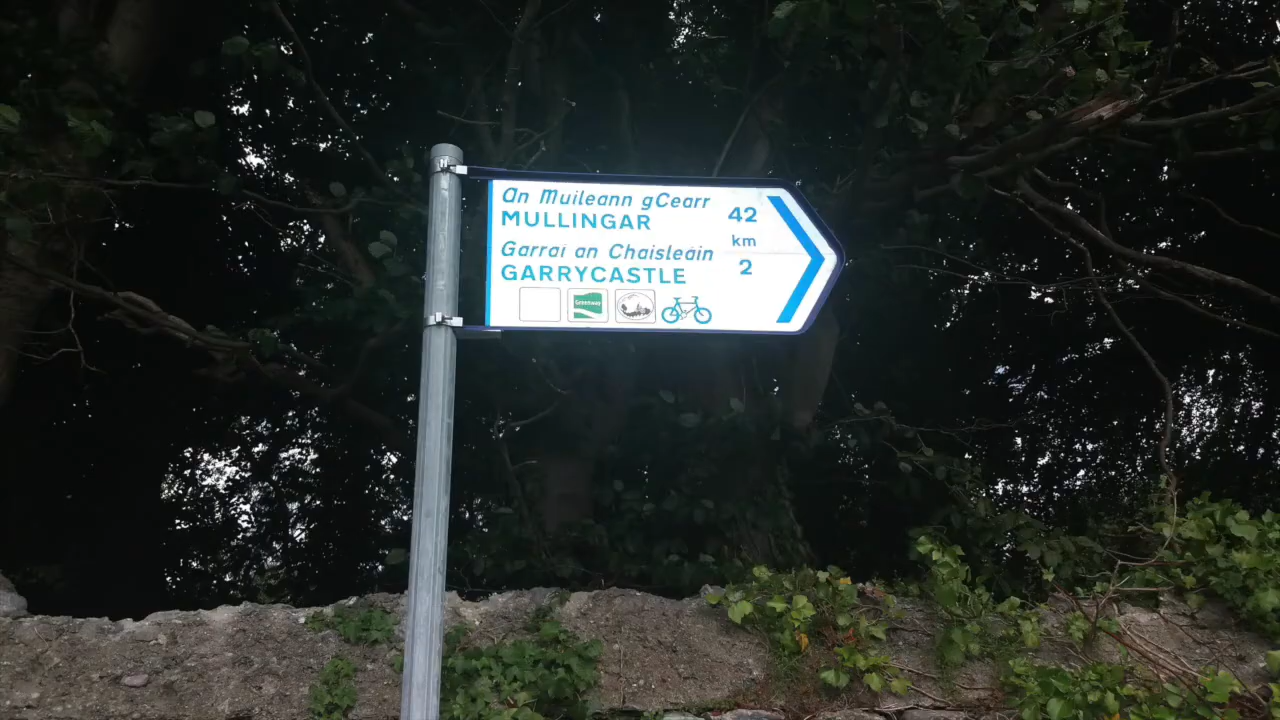 An Muileann gCearr
MULLINGAR 42
km
Garraí an Chaisleáin
GARRYCASTLE 2
Greenway